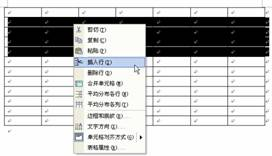 剪切(T)
复制(C)
粘贴(P)
插入行(I)
删除行(D)
合并单元格(M)
平均分布各行(N)
平均分布各列(Y)
边框和底纹(B)...
文字方向(X)...
单元格对齐方式(G)
表格属性(R)...